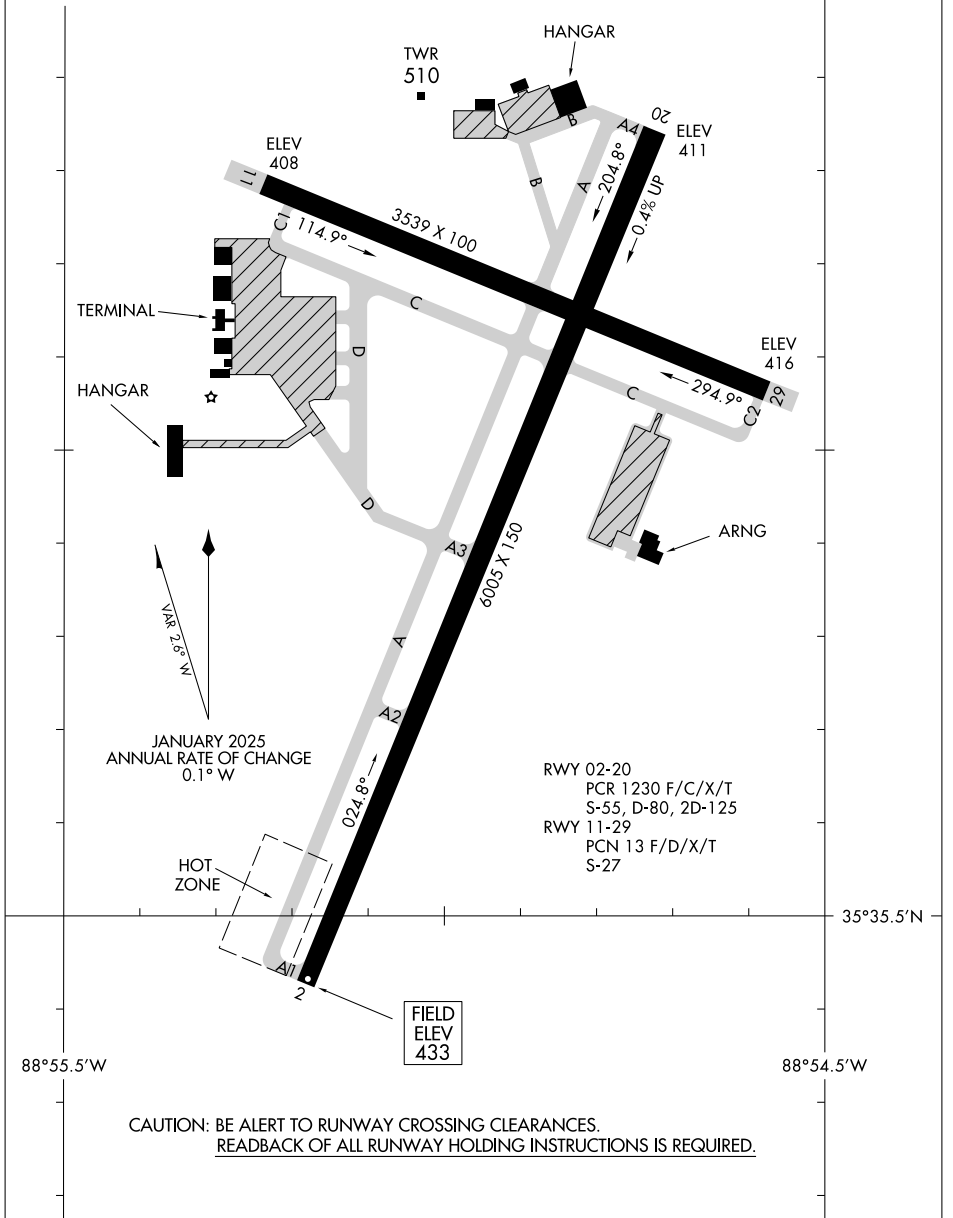 HANGAR
TWR
510
20
A4
ELEV
411
B
ELEV
408
11
204.8°
A
B
0.4% UP
3539 X 100
C1
114.9°
TERMINAL
C
D
ELEV
416
HANGAR
294.9°
29
C
C2
D
ARNG
A3
6005 X 150
VAR 2.6° W
A
A2
JANUARY 2025
ANNUAL RATE OF CHANGE
0.1° W
024.8°
RWY 02-20
PCR 1230 F/C/X/T
S-55, D-80, 2D-125
RWY 11-29
PCN 13 F/D/X/T
S-27
HOT
ZONE
35°35.5'N
A1
2
FIELD
ELEV
433
88°55.5'W
88°54.5'W
CAUTION: BE ALERT TO RUNWAY CROSSING CLEARANCES.
READBACK OF ALL RUNWAY HOLDING INSTRUCTIONS IS REQUIRED.